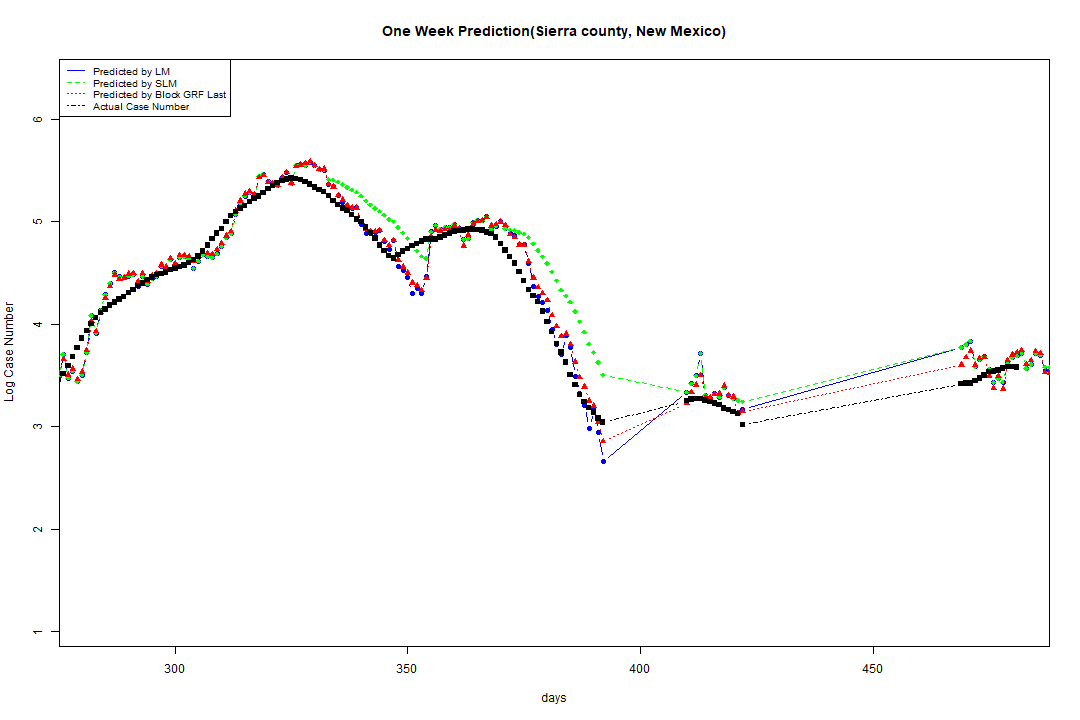 One Week Prediction(Sierra county, New Mexico)
Predicted by LM
Predicted by SLM
Predicted by Block GRF Last
Actual Case Number
6
5
4
3
2
1
Log Case Number
300 350 400 450
days